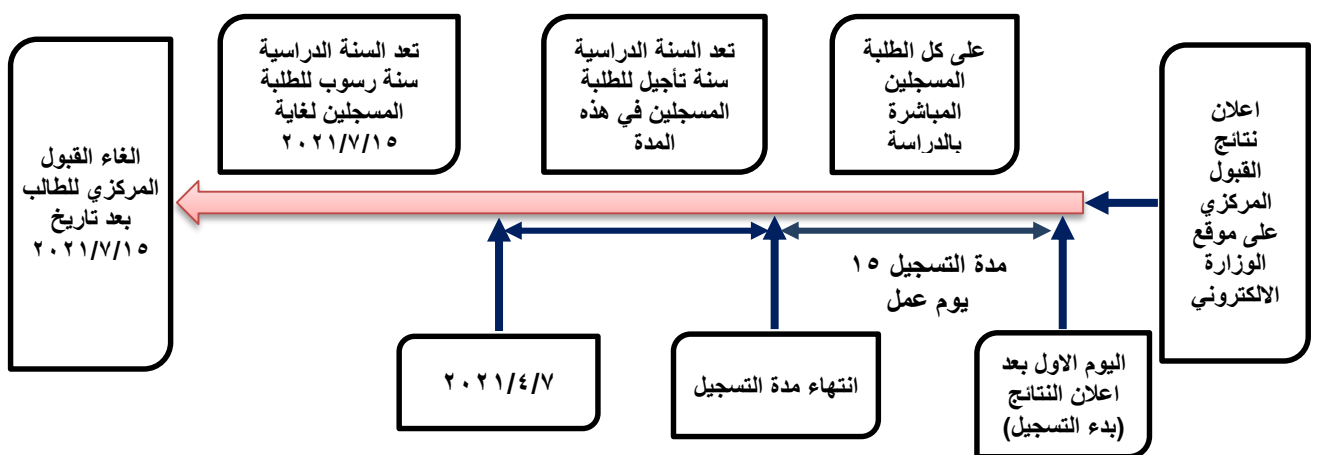 اعلان
نتائج
القبول
المركزي
على موقع
الوزارة
الالكتروني
على كل الطلبة
المسجلين
المباشرة
بالدراسة
تعد السنة الدراسية
سنة تأجيل للطلبة
المسجلين في هذه
المدة
تعد السنة الدراسية
سنة رسوب للطلبة
المسجلين لغاية
٢٠٢١/٧/١٥
الغاء القبول
المركزي للطالب
بعد تاريخ
٢٠٢١/٧/١٥
مدة التسجيل ١٥
يوم عمل
اليوم الاول بعد
اعلان النتائج
(بدء التسجيل)
انتهاء مدة التسجيل
٢٠٢١/٤/٧